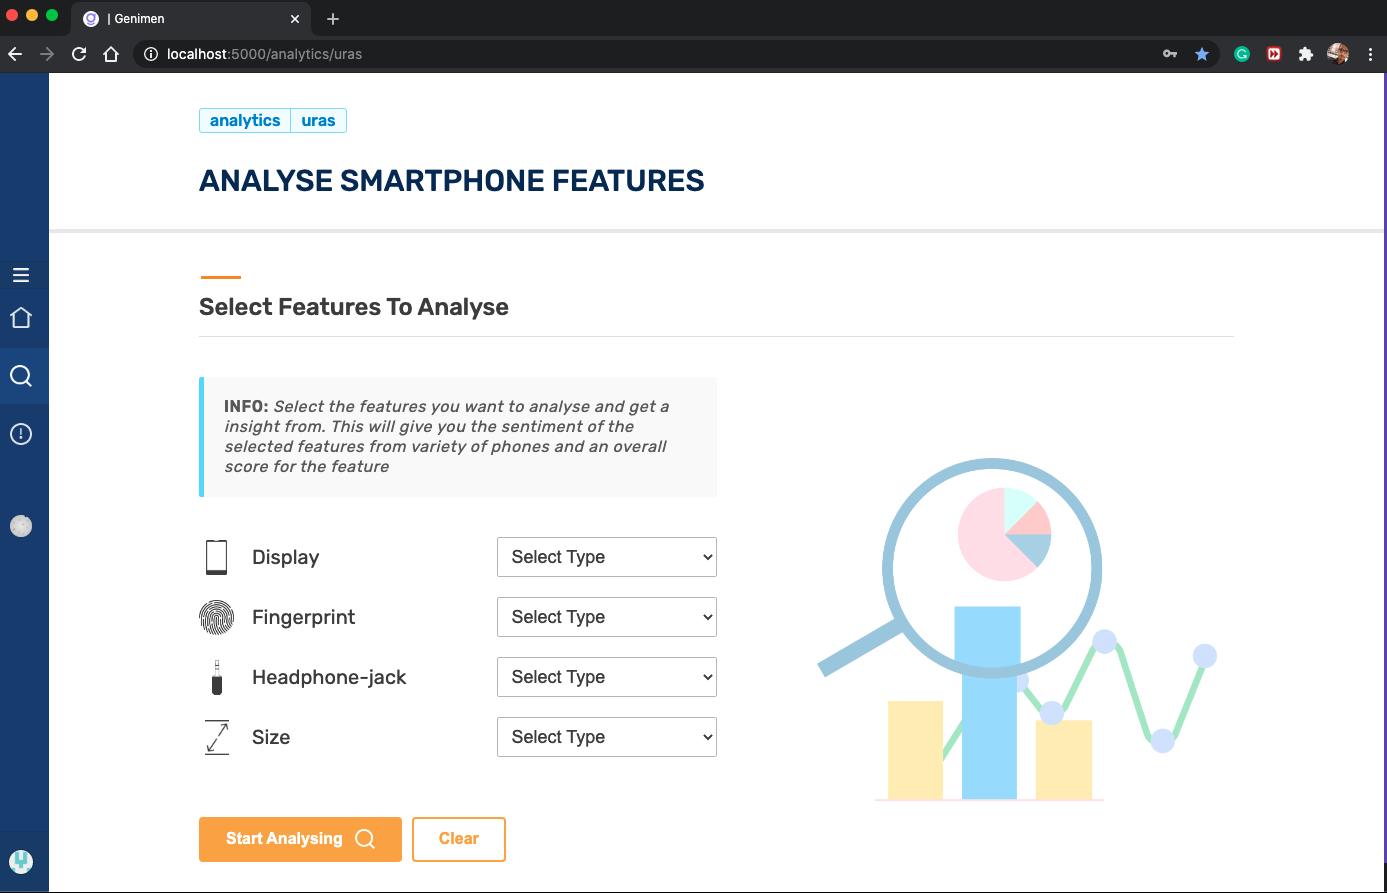 | Genimen
localhost:5000/analytics/uras
analytics uras
ANALYSE SMARTPHONE FEATURES
Select Features To Analyse
INFO: Select the features you want to analyse and get a
insight from. This will give you the sentiment of the
selected features from variety of phones and an overall
score for the feature
Display Select Type
Fingerprint Select Type
Headphone-jack Select Type
Size Select Type
Start Analysing Clear